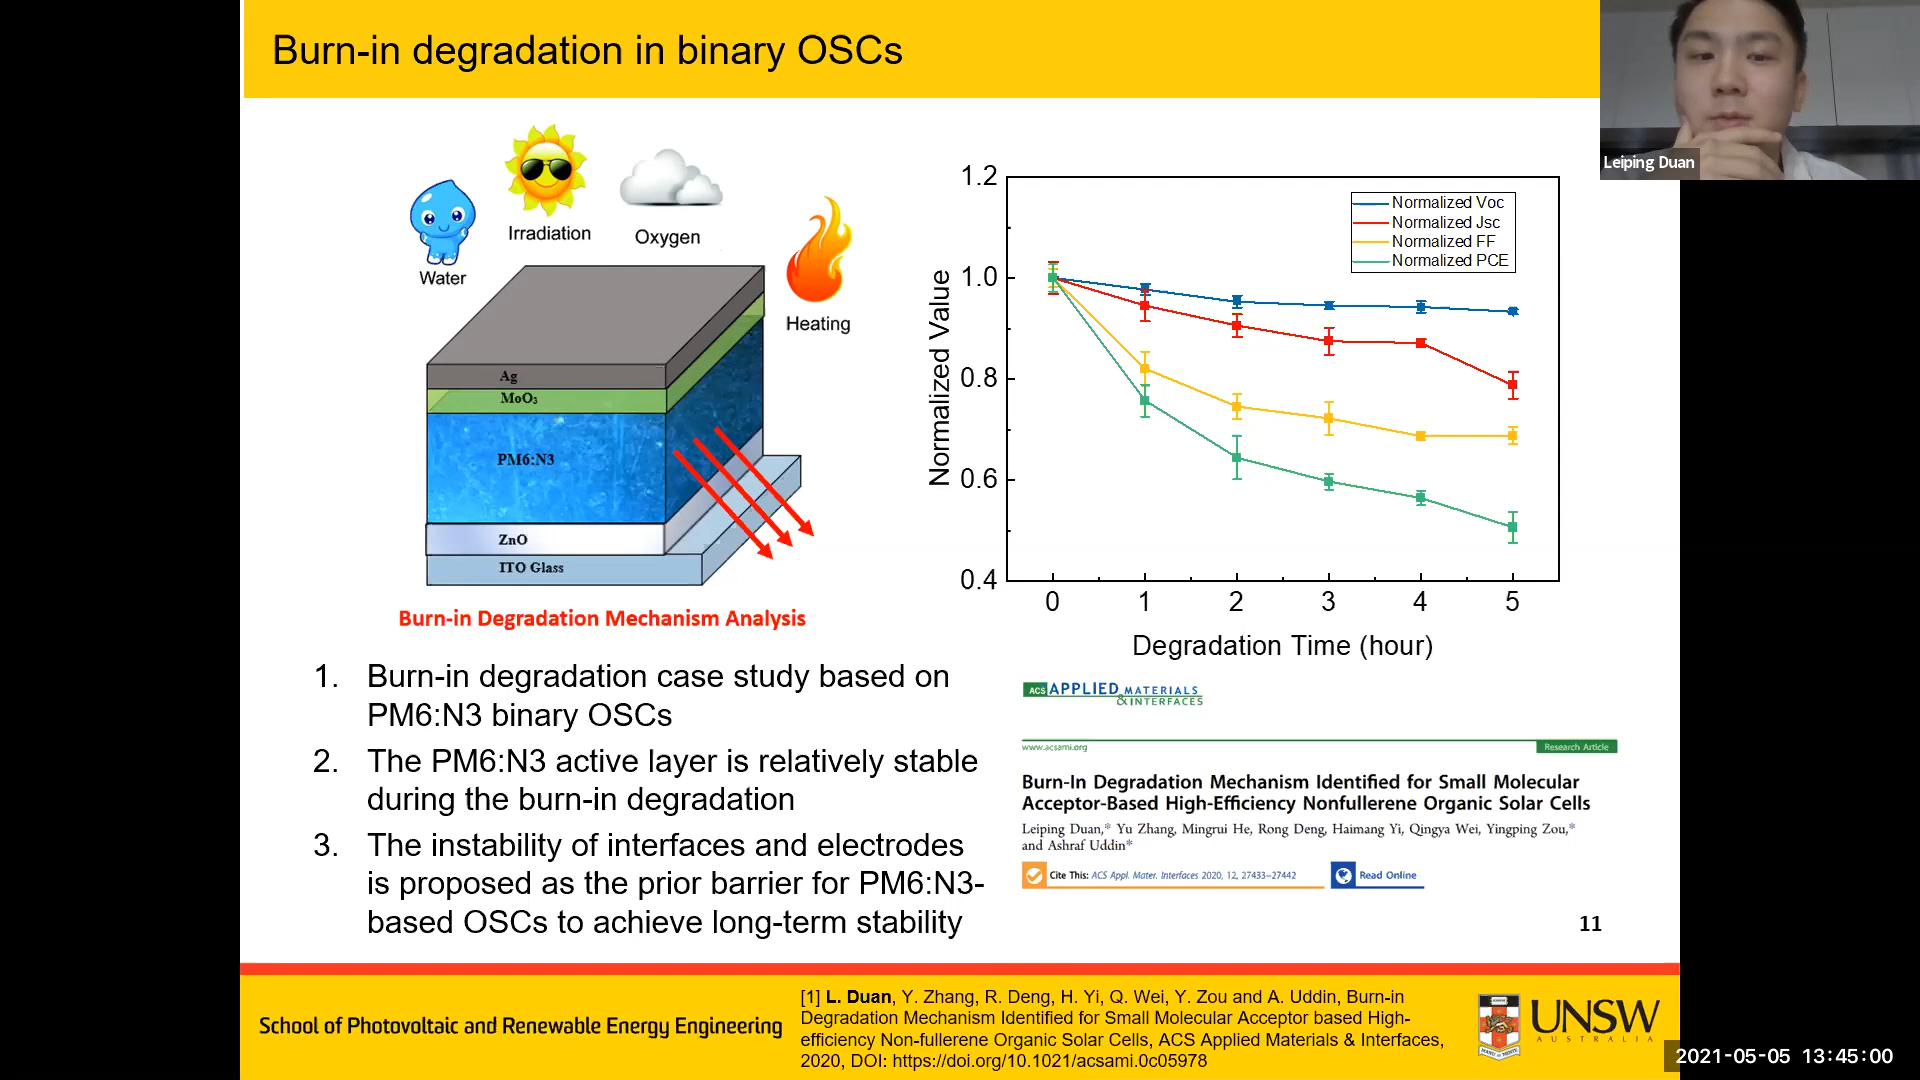 Burn-in degradation in binary OSCs
Leiping Duan
Water
Irradiation
Oxygen
Heating
Ag
MoO₃
PM6:N3
ZnO
ITO Glass
Burn-in Degradation Mechanism Analysis
1.2
1.0
0.8
0.6
0.4
Normalized Value
Normalized Voc
Normalized Jsc
Normalized FF
Normalized PCE
0 1 2 3 4 5
Degradation Time (hour)
1. Burn-in degradation case study based on
PM6:N3 binary OSCs
2. The PM6:N3 active layer is relatively stable
during the burn-in degradation
3. The instability of interfaces and electrodes
is proposed as the prior barrier for PM6:N3-
based OSCs to achieve long-term stability
ACS APPLIED MATERIALS
&INTERFACES
www.acsami.org
Research Article
Burn-In Degradation Mechanism Identified for Small Molecular
Acceptor-Based High-Efficiency Nonfullerene Organic Solar Cells
Leiping Duan,* Yu Zhang, Mingrui He, Rong Deng, Haimang Yi, Qingya Wei, Yingping Zou,*
and Ashraf Uddin*
Cite This: ACS Appl. Mater. Interfaces 2020, 12, 27433−27442
Read Online
11
School of Photovoltaic and Renewable Energy Engineering
[1] L. Duan, Y. Zhang, R. Deng, H. Yi, Q. Wei, Y. Zou and A. Uddin, Burn-in
Degradation Mechanism Identified for Small Molecular Acceptor based High-
efficiency Non-fullerene Organic Solar Cells, ACS Applied Materials & Interfaces,
2020, DOI: https://doi.org/10.1021/acsami.0c05978
UNSW
AUSTRALIA
2021-05-05 13:45:00